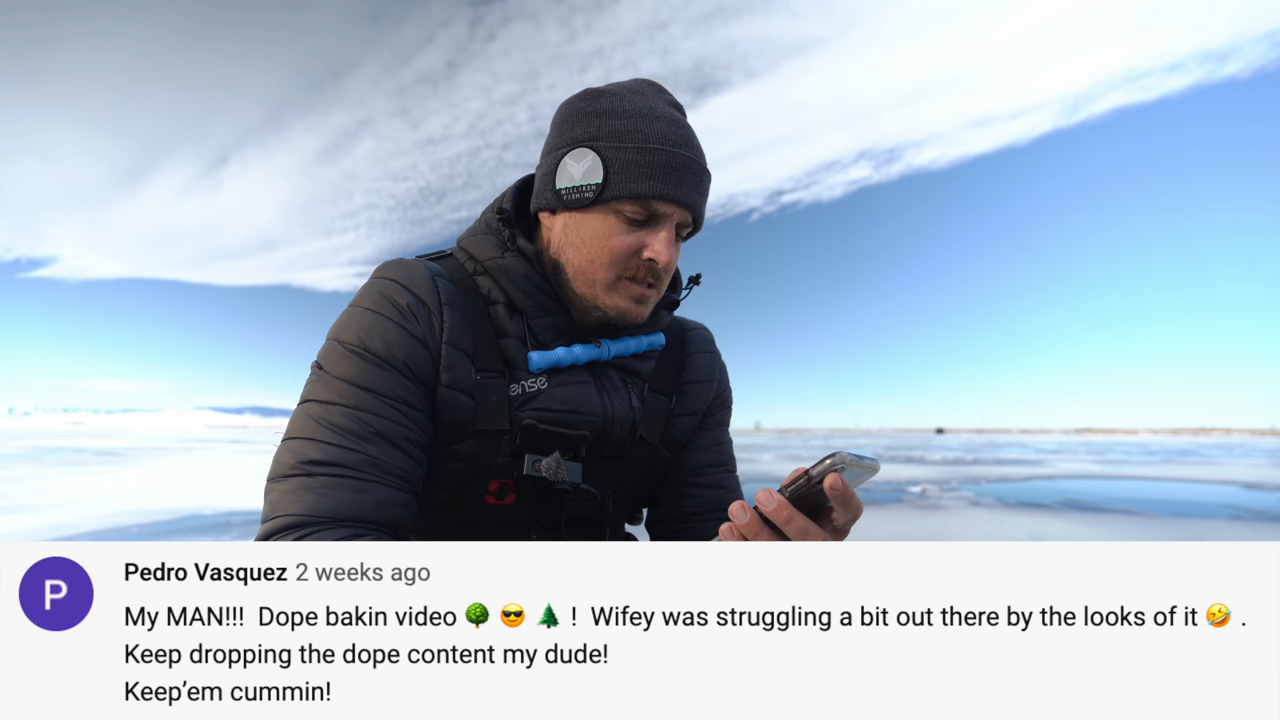 MILLIKEN
FISHING
ense
P
Pedro Vasquez 2 weeks ago
My MAN!!!  Dope bakin video 🌳 😎 🌲 !  Wifey was struggling a bit out there by the looks of it 🤣 .
Keep dropping the dope content my dude!
Keep’em cummin!